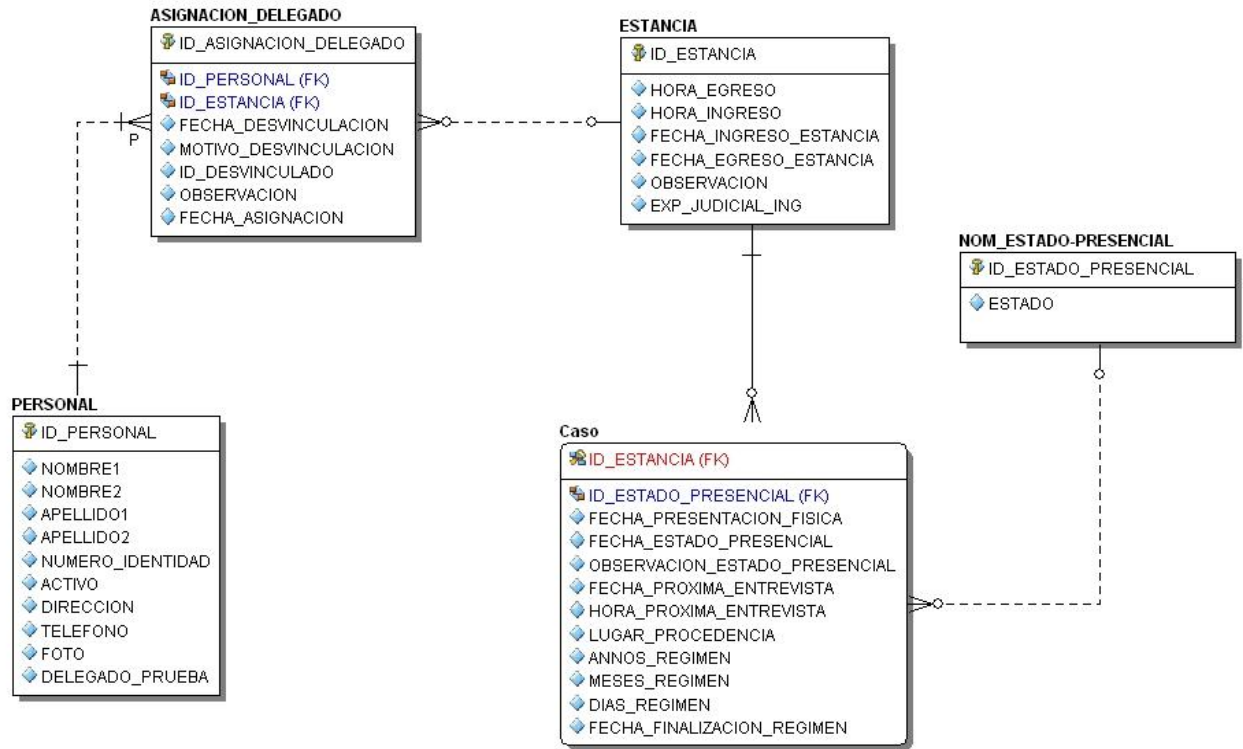 ASIGNACION_DELEGADO
ID_ASIGNACION_DELEGADO
ID_PERSONAL (FK)
ID_ESTANCIA (FK)
FECHA_DESVINCULACION
MOTIVO_DESVINCULACION
ID_DESVINCULADO
OBSERVACION
FECHA_ASIGNACION
P
ESTANCIA
ID_ESTANCIA
HORA_EGRESO
HORA_INGRESO
FECHA_INGRESO_ESTANCIA
FECHA_EGRESO_ESTANCIA
OBSERVACION
EXP_JUDICIAL_ING
NOM_ESTADO-PRESENCIAL
ID_ESTADO_PRESENCIAL
ESTADO
PERSONAL
ID_PERSONAL
NOMBRE1
NOMBRE2
APELLIDO1
APELLIDO2
NUMERO_IDENTIDAD
ACTIVO
DIRECCION
TELEFONO
FOTO
DELEGADO_PRUEBA
Caso
ID_ESTANCIA (FK)
ID_ESTADO_PRESENCIAL (FK)
FECHA_PRESENTACION_FISICA
FECHA_ESTADO_PRESENCIAL
OBSERVACION_ESTADO_PRESENCIAL
FECHA_PROXIMA_ENTREVISTA
HORA_PROXIMA_ENTREVISTA
LUGAR_PROCEDENCIA
ANNOS_REGIMEN
MESES_REGIMEN
DIAS_REGIMEN
FECHA_FINALIZACION_REGIMEN